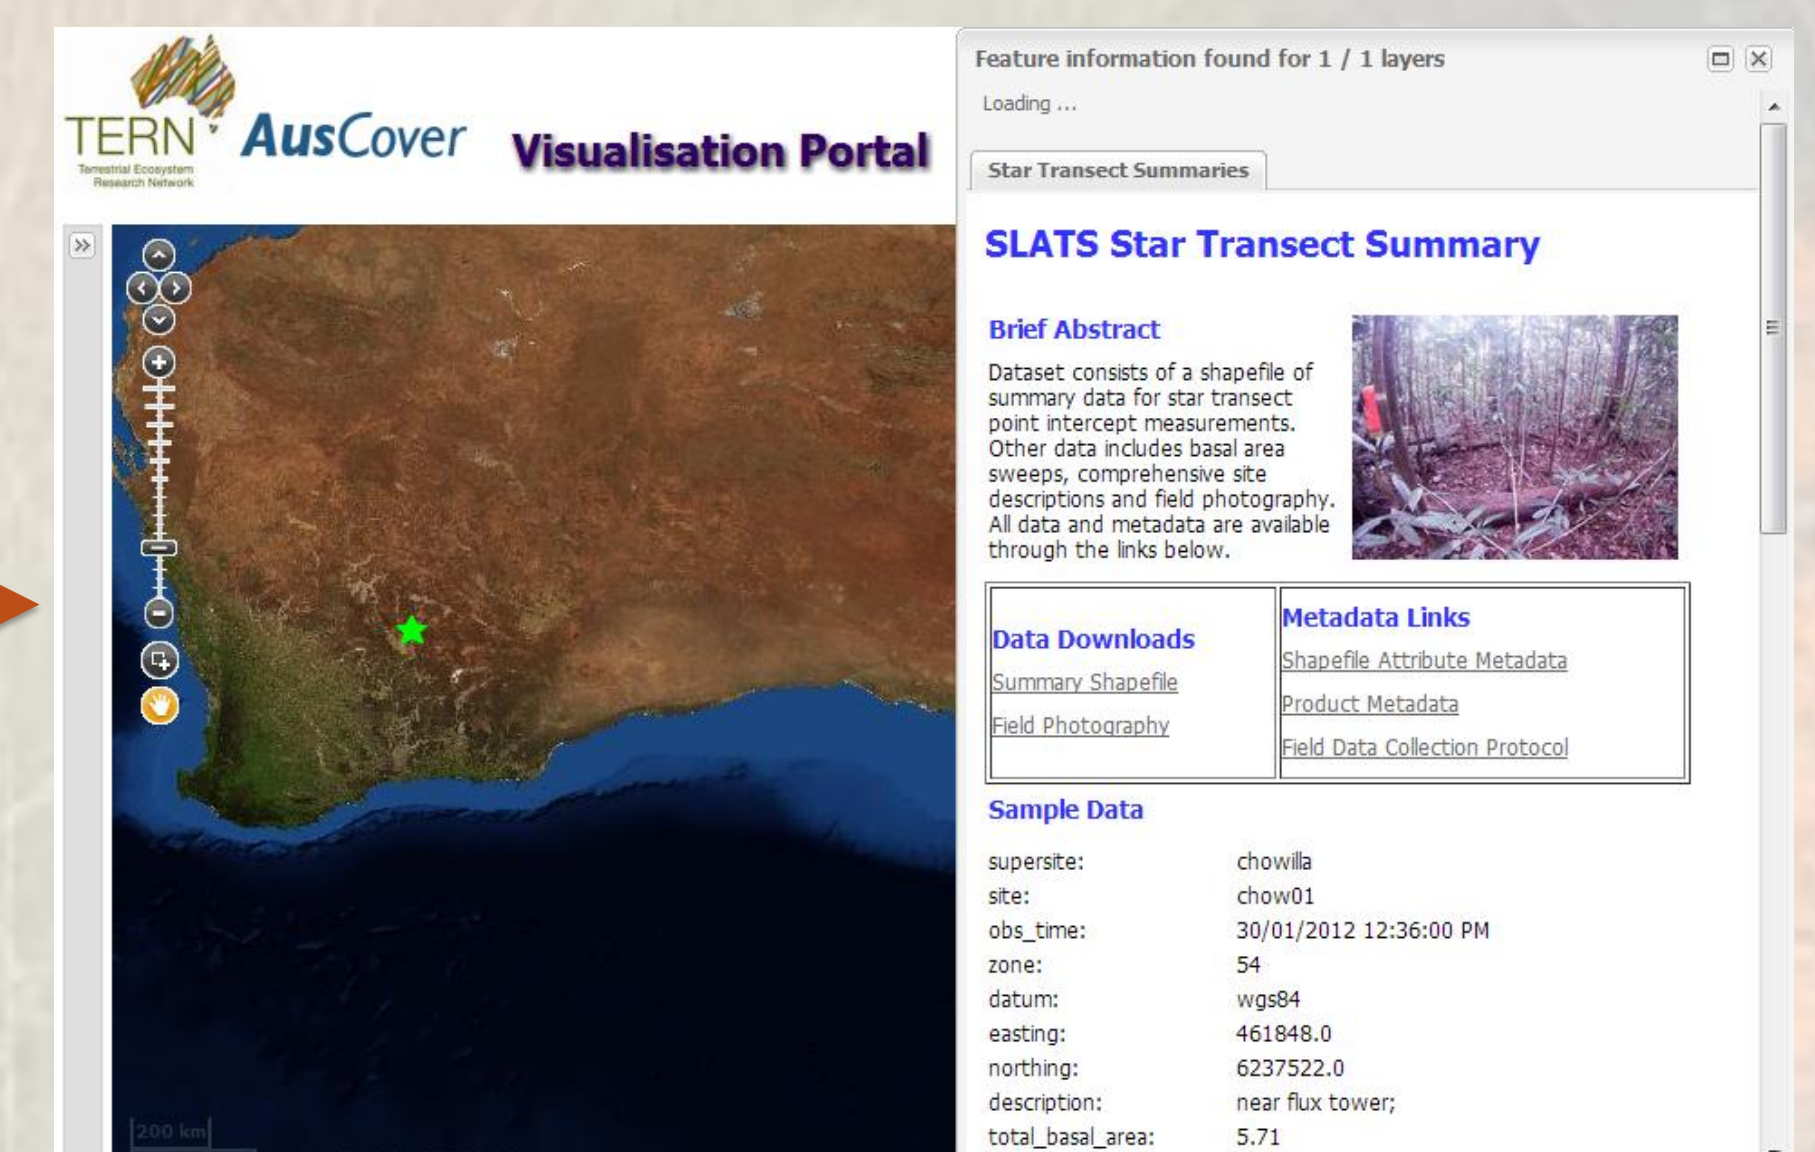 TERN
Terrestrial Ecosystem
Research Network
AusCover
Visualisation Portal
Feature information found for 1 / 1 layers
Loading ...
Star Transect Summaries
SLATS Star Transect Summary
Brief Abstract
Dataset consists of a shapefile of
summary data for star transect
point intercept measurements.
Other data includes basal area
sweeps, comprehensive site
descriptions and field photography.
All data and metadata are available
through the links below.
Data Downloads
Summary Shapefile
Field Photography
Metadata Links
Shapefile Attribute Metadata
Product Metadata
Field Data Collection Protocol
Sample Data
supersite: chowilla
site: chow01
obs_time: 30/01/2012 12:36:00 PM
zone: 54
datum: wgs84
easting: 461848.0
northing: 6237522.0
description: near flux tower;
total_basal_area: 5.71
200 km